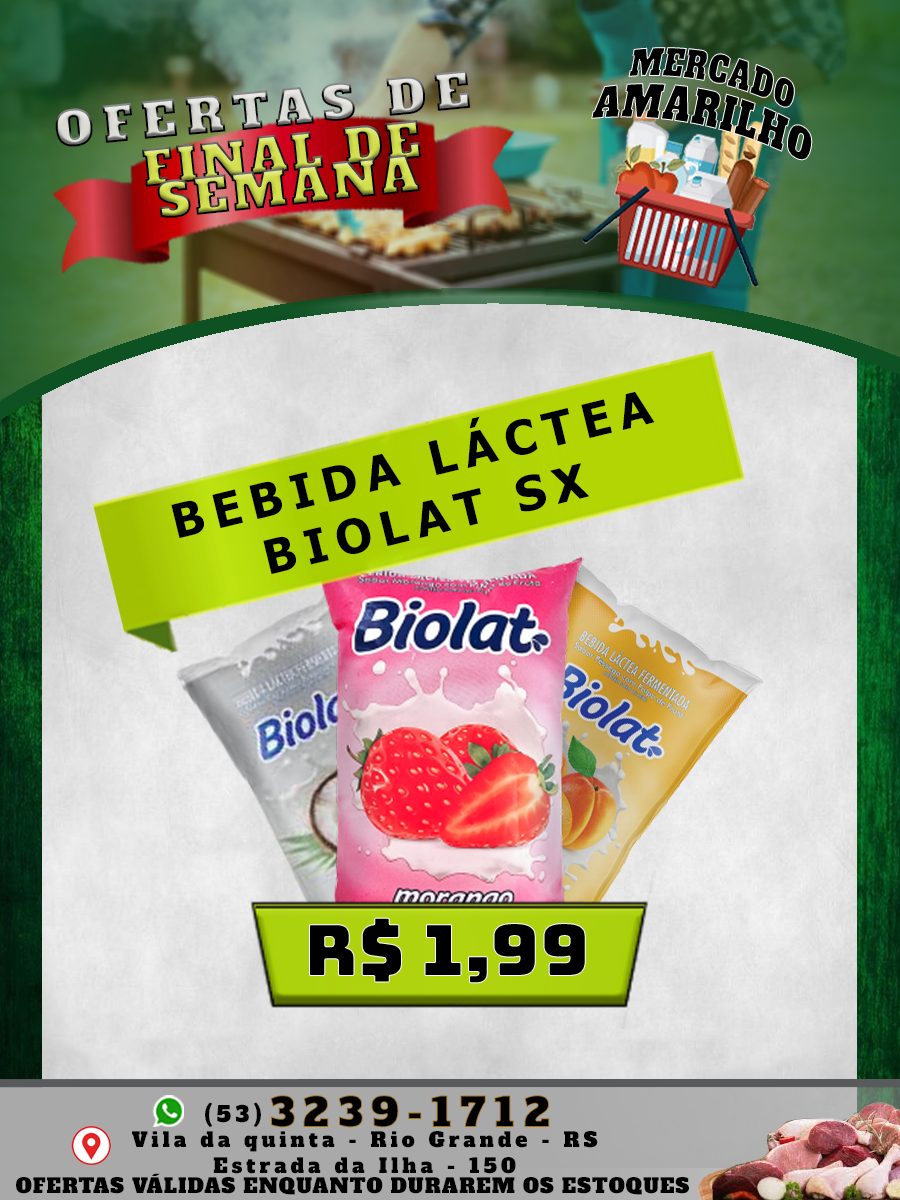 OFERTAS DE
FINAL DE
SEMANA
MERCADO
AMARILHO
BEBIDA LÁCTEA
BIOLAT SX
Biolat
morango
BEBIDA LÁCTEA FERMENTADA
Biolat
R$ 1,99
(53) 3239-1712
Vila da quinta - Rio Grande - RS
Estrada da Ilha - 150
OFERTAS VÁLIDAS ENQUANTO DURAREM OS ESTOQUES